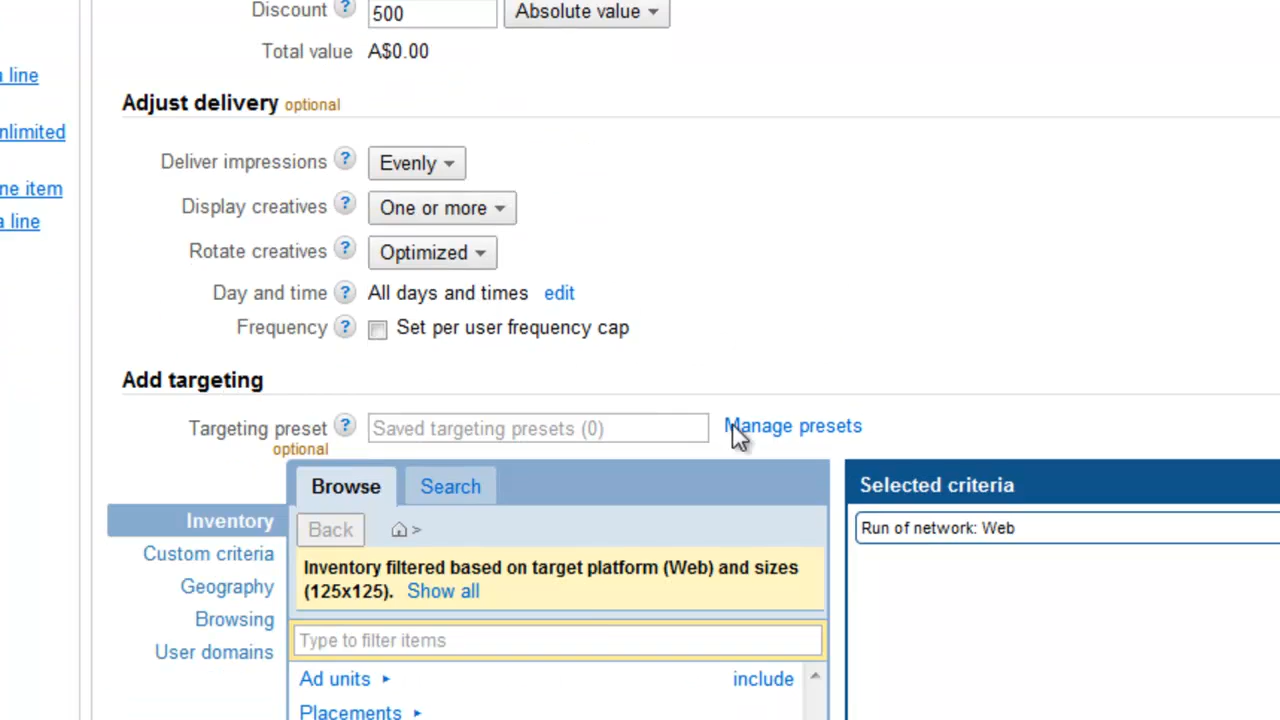 Discount ? 500 Absolute value
Total value A$0.00
a line
Adjust delivery optional
nlimited
Deliver impressions ? Evenly
ne item
Display creatives ? One or more
a line
Rotate creatives ? Optimized
Day and time ? All days and times edit
Frequency ? Set per user frequency cap
Add targeting
Targeting preset ? Saved targeting presets (0) Manage presets
optional
Browse Search
Selected criteria
Inventory
Custom criteria
Geography
Browsing
User domains
Back >
Inventory filtered based on target platform (Web) and sizes
(125x125). Show all
Type to filter items
Ad units include
Placements
Run of network: Web